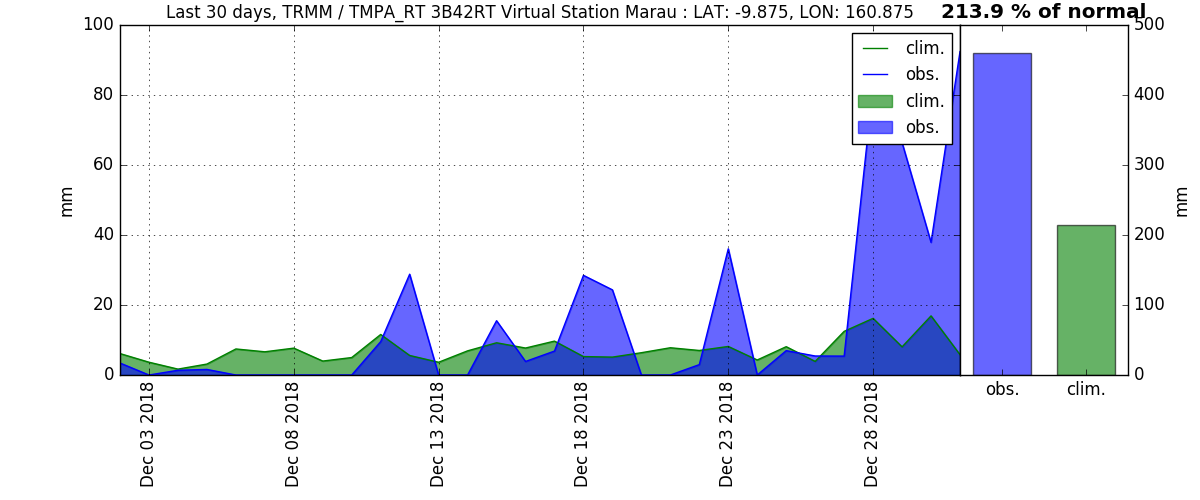 Last 30 days, TRMM / TMPA_RT 3B42RT Virtual Station Marau : LAT: -9.875, LON: 160.875
213.9 % of normal
100
80
60
40
20
0
mm
clim.
obs.
clim.
obs.
500
400
300
200
100
0
mm
Dec 03 2018
Dec 08 2018
Dec 13 2018
Dec 18 2018
Dec 23 2018
Dec 28 2018
obs.
clim.